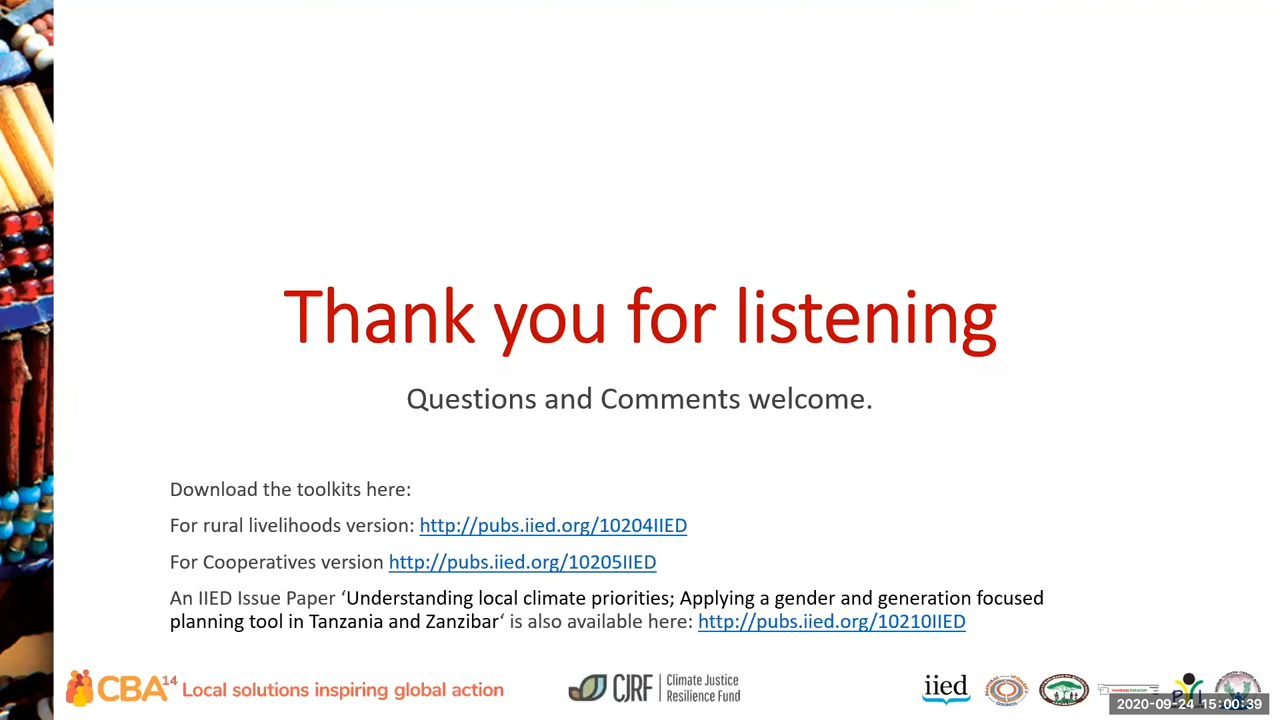 Thank you for listening
Questions and Comments welcome.
Download the toolkits here:
For rural livelihoods version: http://pubs.iied.org/10204IIED
For Cooperatives version http://pubs.iied.org/10205IIED
An IIED Issue Paper ‘Understanding local climate priorities; Applying a gender and generation focused
planning tool in Tanzania and Zanzibar‘ is also available here: http://pubs.iied.org/10210IIED
CBA14 Local solutions inspiring global action
CJRF Climate Justice
Resilience Fund
iied
2020-09-24 15:00:39